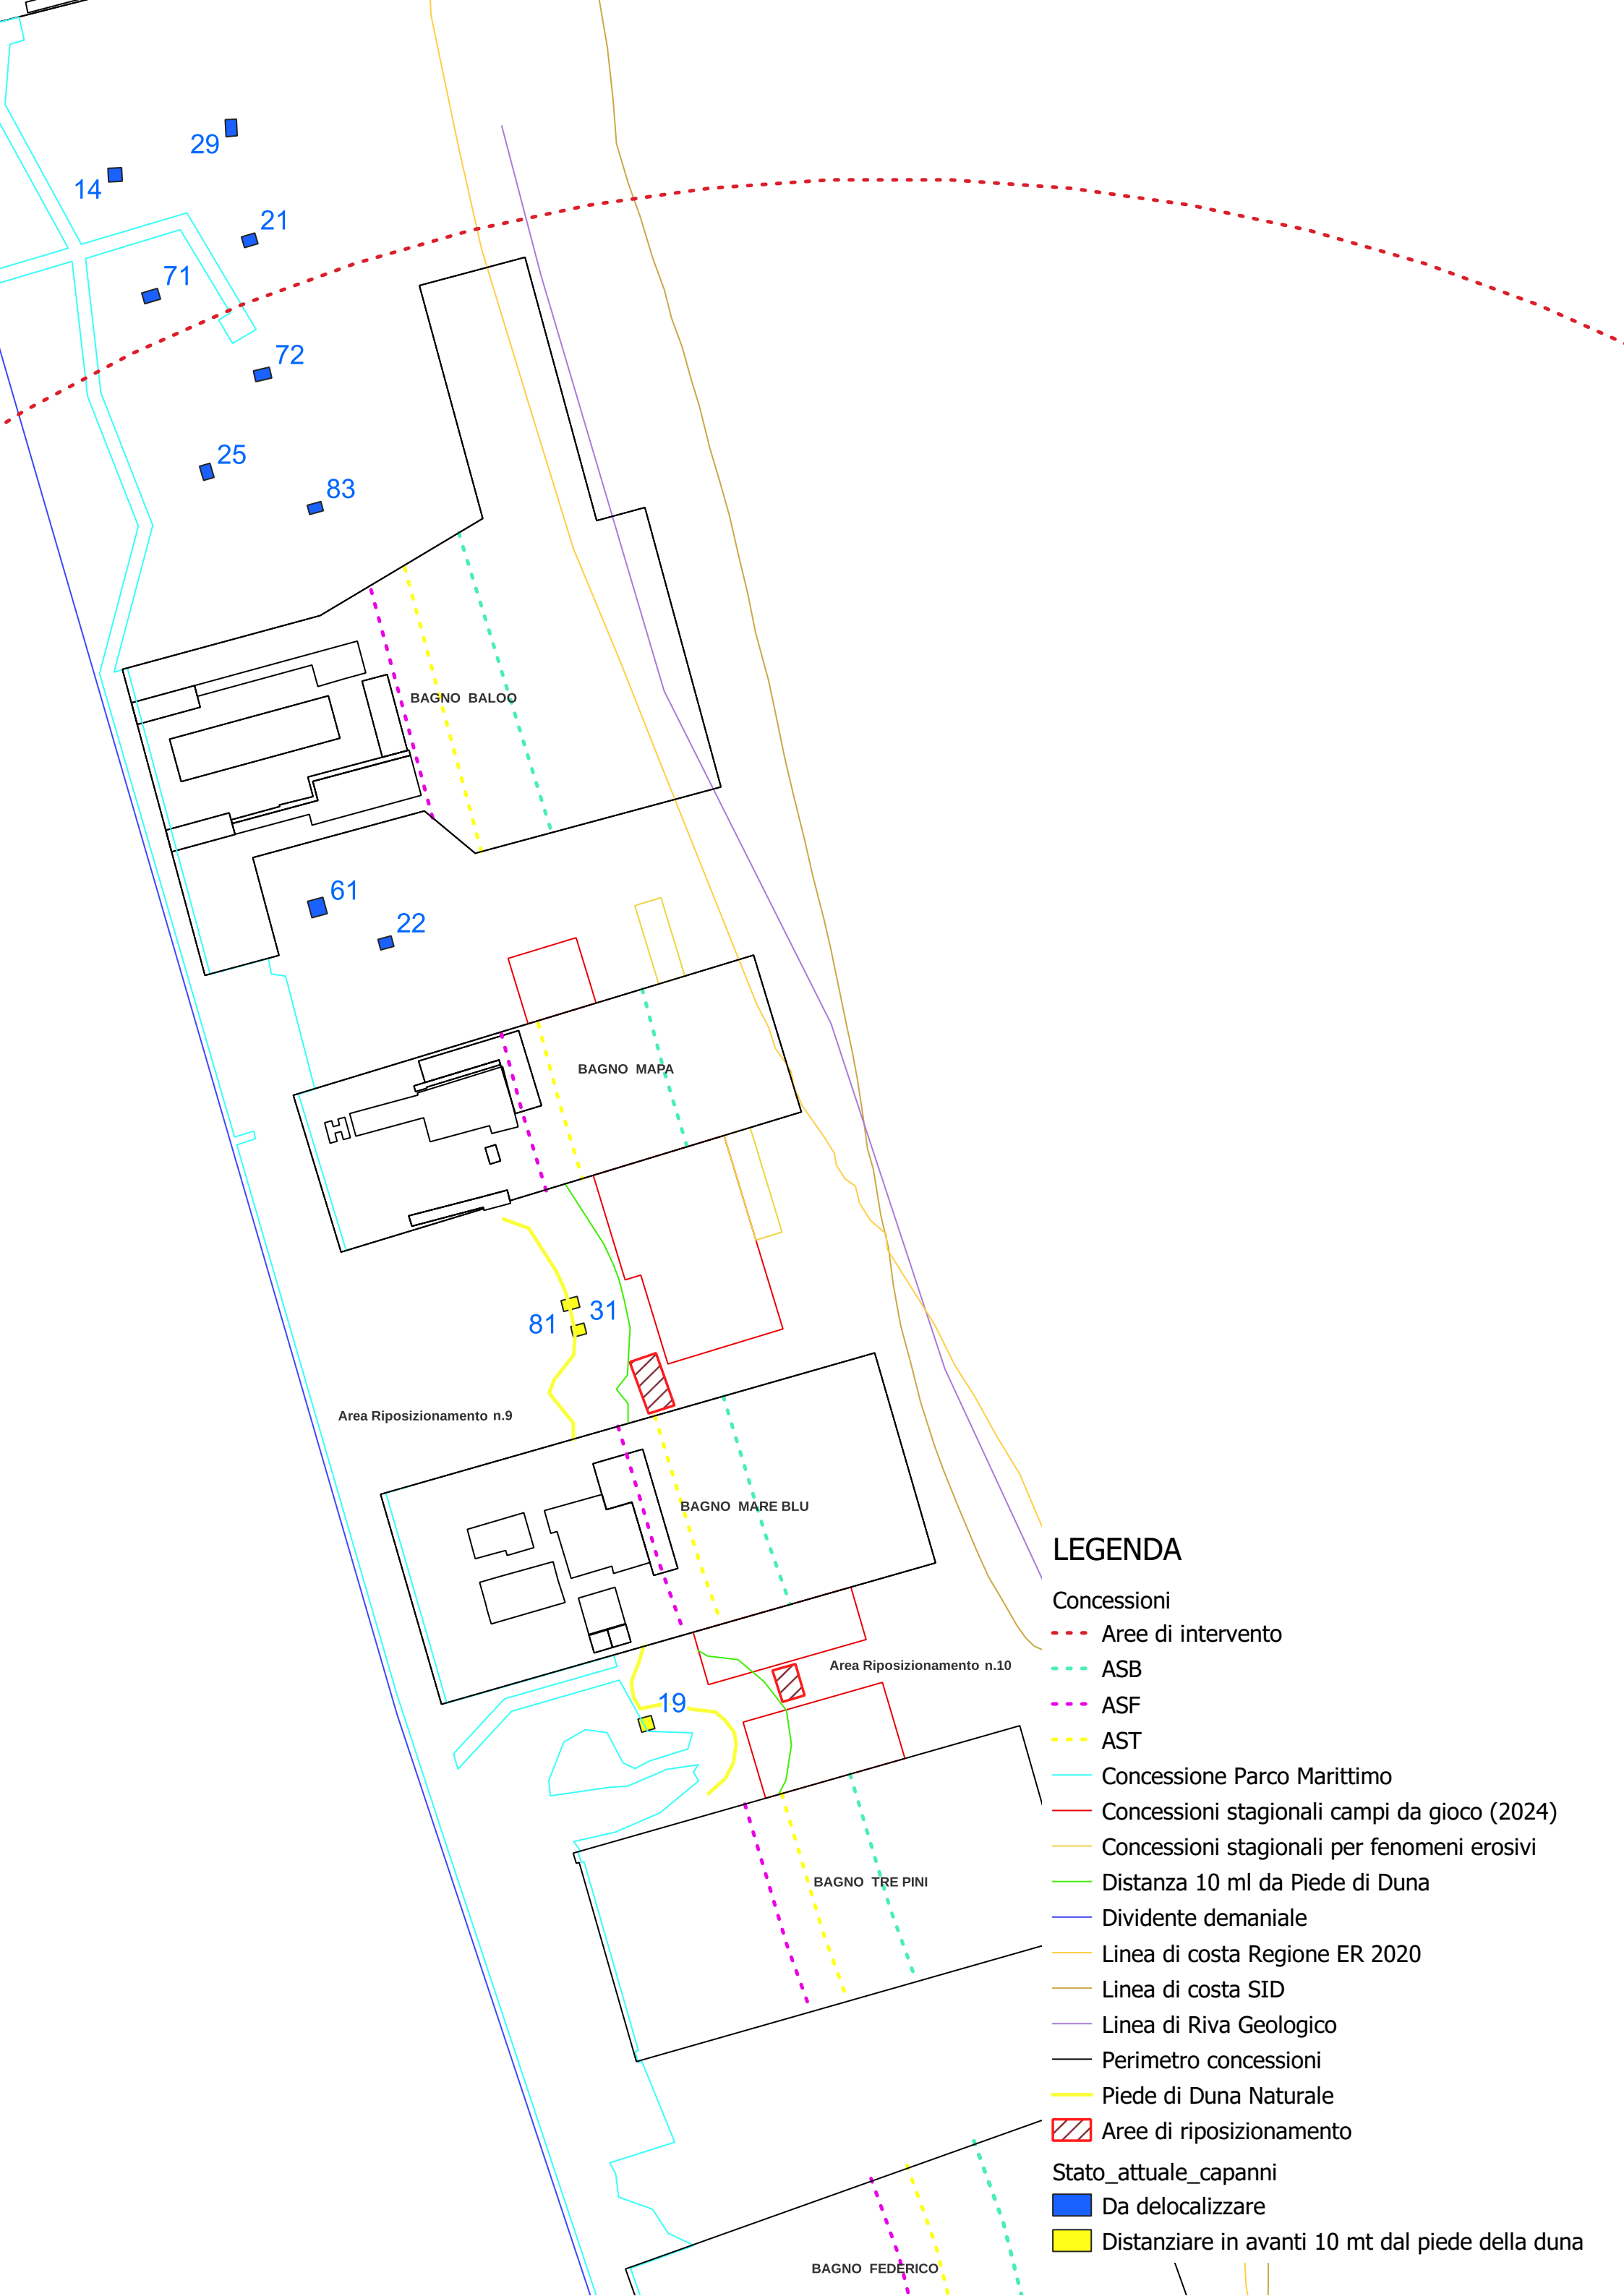 29
14
21
71
72
25
83
BAGNO BALOO
61
22
BAGNO MAPA
31
81
Area Riposizionamento n.9
BAGNO MARE BLU
LEGENDA
Concessioni
Aree di intervento
Area Riposizionamento n.10
ASB
19
ASF
AST
Concessione Parco Marittimo
Concessioni stagionali campi da gioco (2024)
Concessioni stagionali per fenomeni erosivi
BAGNO TRE PINI
Distanza 10 ml da Piede di Duna
Dividente demaniale
Linea di costa Regione ER 2020
Linea di costa SID
Linea di Riva Geologico
Perimetro concessioni
Piede di Duna Naturale
Aree di riposizionamento
Stato_attuale_capanni
Da delocalizzare
Distanziare in avanti 10 mt dal piede della duna
BAGNO FEDERICO